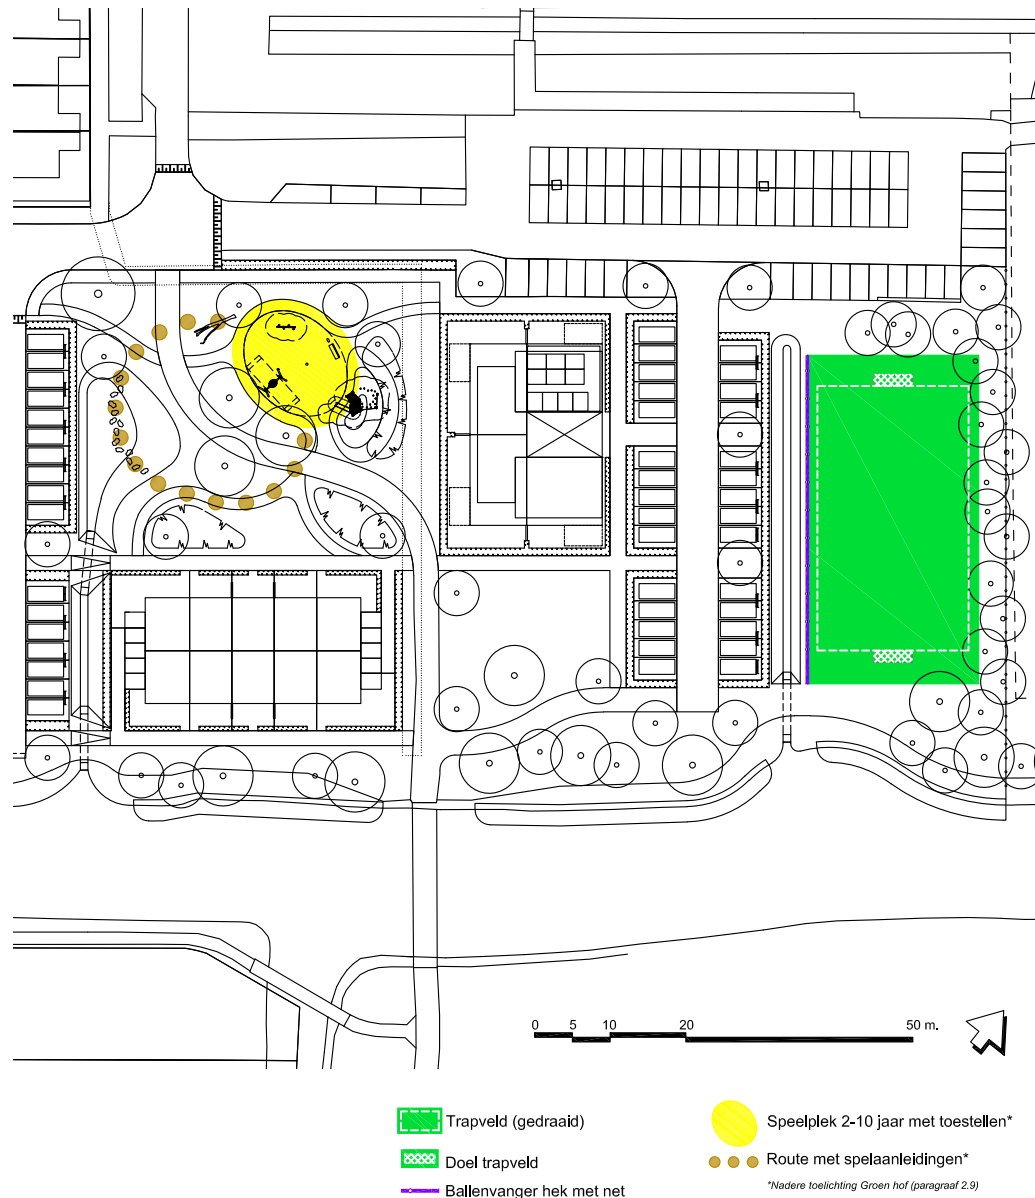 0 5 10 20 50 m.
Trapveld (gedraaid)
Doel trapveld
Ballenvanger hek met net
Speelplek 2-10 jaar met toestellen*
Route met spelaanleidingen*
*Nadere toelichting Groen hof (paragraaf 2.9)